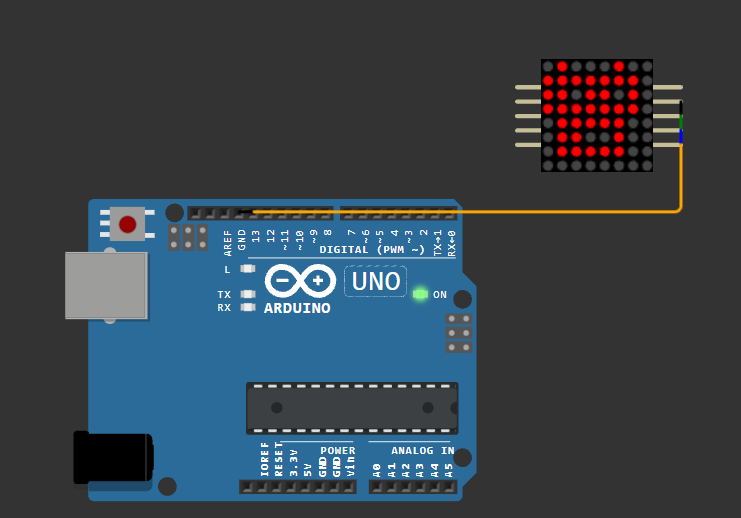 AREF
GND
13
12
~11
~10
~9
8
7
~6
~5
4
~3
2
TX→1
RX←0
DIGITAL (PWM ~)
L
TX
RX
UNO
ON
ARDUINO
POWER
ANALOG IN
IOREF
RESET
3.3V
5V
GND
GND
Vin
A0
A1
A2
A3
A4
A5